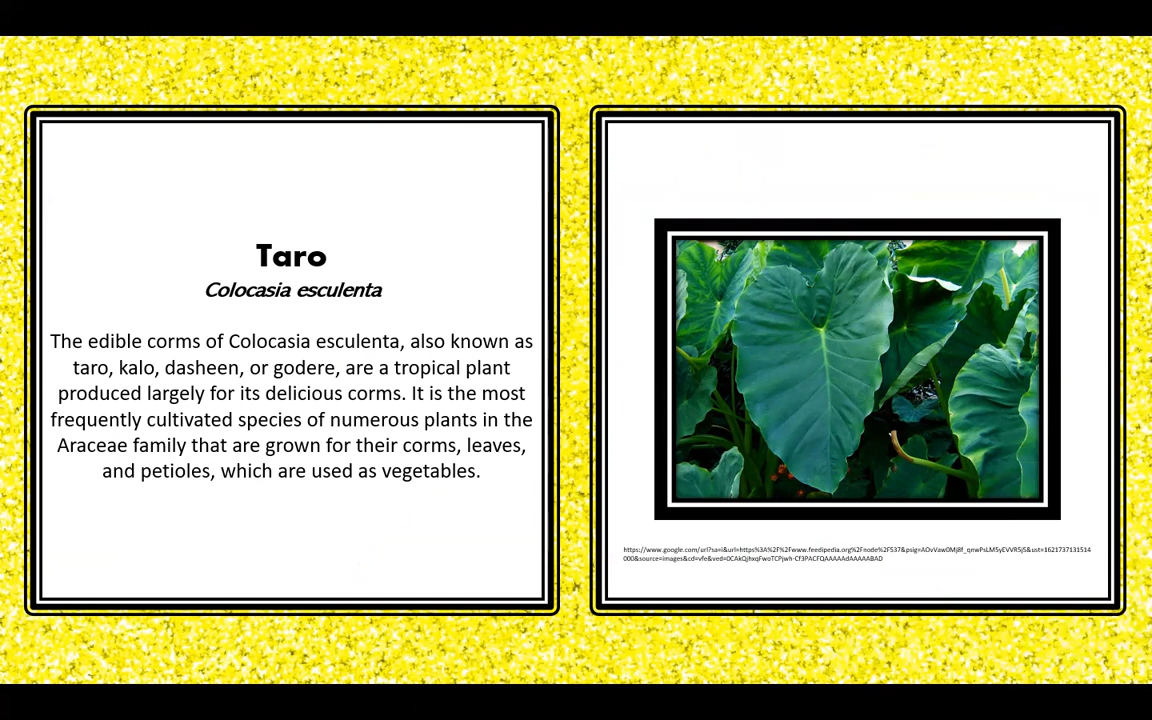 Taro
Colocasia esculenta
The edible corms of Colocasia esculenta, also known as
taro, kalo, dasheen, or godere, are a tropical plant
produced largely for its delicious corms. It is the most
frequently cultivated species of numerous plants in the
Araceae family that are grown for their corms, leaves,
and petioles, which are used as vegetables.
https://www.google.com/url?sa=i&url=https%3A%2F%2Fwww.feedipedia.org%2Fnode%2F537&psig=AOvVaw0Mj8f_qnwPsLM5yEVVR5j5&ust=1621737131514
000&source=images&cd=vfe&ved=0CAkQjhxqFwoTCPjwh-Cf3PACFQAAAAAdAAAAABAD